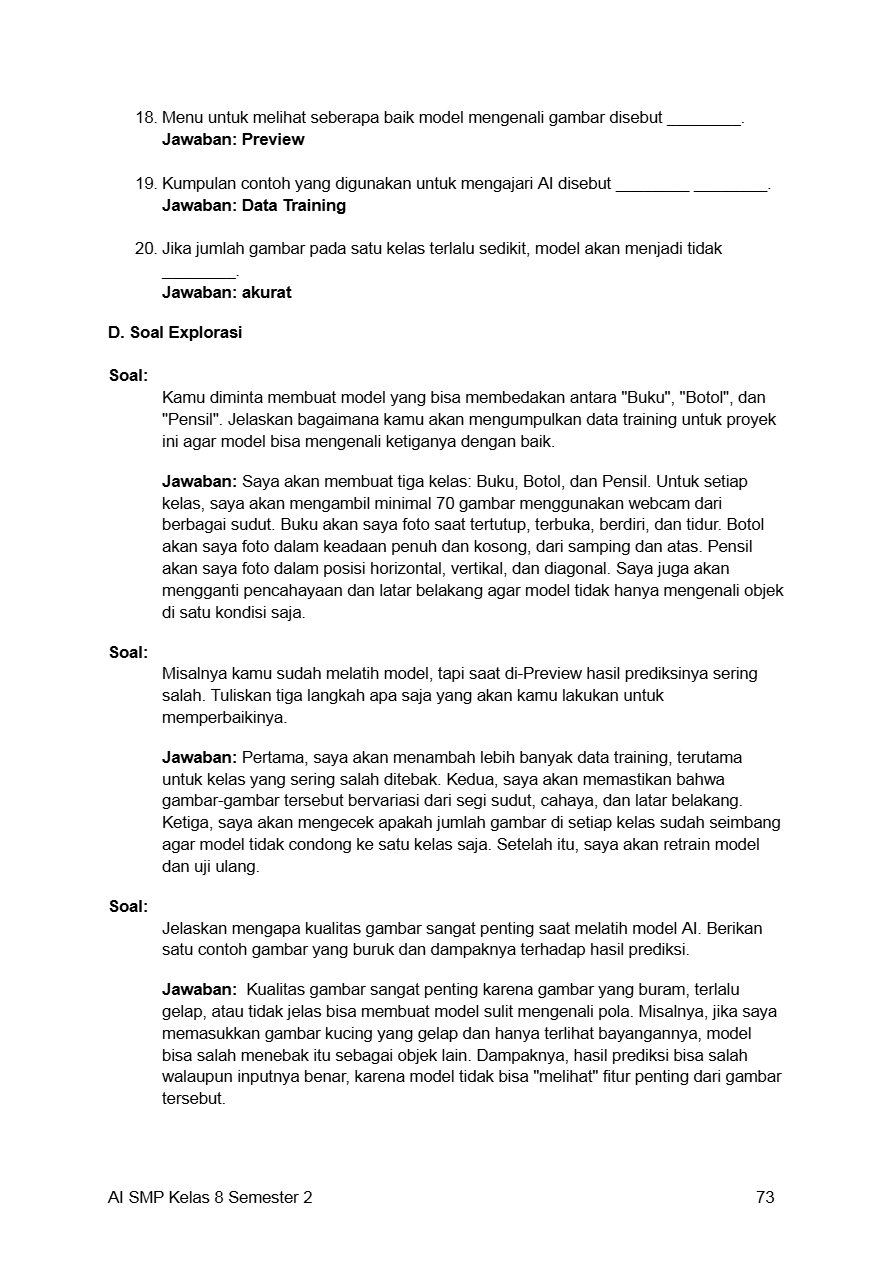 18. Menu untuk melihat seberapa baik model mengenali gambar disebut ________.
Jawaban: Preview
19. Kumpulan contoh yang digunakan untuk mengajari AI disebut ________ ________.
Jawaban: Data Training
20. Jika jumlah gambar pada satu kelas terlalu sedikit, model akan menjadi tidak
________.
Jawaban: akurat
D. Soal Explorasi
Soal:
Kamu diminta membuat model yang bisa membedakan antara "Buku", "Botol", dan
"Pensil". Jelaskan bagaimana kamu akan mengumpulkan data training untuk proyek
ini agar model bisa mengenali ketiganya dengan baik.
Jawaban: Saya akan membuat tiga kelas: Buku, Botol, dan Pensil. Untuk setiap
kelas, saya akan mengambil minimal 70 gambar menggunakan webcam dari
berbagai sudut. Buku akan saya foto saat tertutup, terbuka, berdiri, dan tidur. Botol
akan saya foto dalam keadaan penuh dan kosong, dari samping dan atas. Pensil
akan saya foto dalam posisi horizontal, vertikal, dan diagonal. Saya juga akan
mengganti pencahayaan dan latar belakang agar model tidak hanya mengenali objek
di satu kondisi saja.
Soal:
Misalnya kamu sudah melatih model, tapi saat di-Preview hasil prediksinya sering
salah. Tuliskan tiga langkah apa saja yang akan kamu lakukan untuk
memperbaikinya.
Jawaban: Pertama, saya akan menambah lebih banyak data training, terutama
untuk kelas yang sering salah ditebak. Kedua, saya akan memastikan bahwa
gambar-gambar tersebut bervariasi dari segi sudut, cahaya, dan latar belakang.
Ketiga, saya akan mengecek apakah jumlah gambar di setiap kelas sudah seimbang
agar model tidak condong ke satu kelas saja. Setelah itu, saya akan retrain model
dan uji ulang.
Soal:
Jelaskan mengapa kualitas gambar sangat penting saat melatih model AI. Berikan
satu contoh gambar yang buruk dan dampaknya terhadap hasil prediksi.
Jawaban: Kualitas gambar sangat penting karena gambar yang buram, terlalu
gelap, atau tidak jelas bisa membuat model sulit mengenali pola. Misalnya, jika saya
memasukkan gambar kucing yang gelap dan hanya terlihat bayangannya, model
bisa salah menebak itu sebagai objek lain. Dampaknya, hasil prediksi bisa salah
walaupun inputnya benar, karena model tidak bisa "melihat" fitur penting dari gambar
tersebut.
AI SMP Kelas 8 Semester 2 73